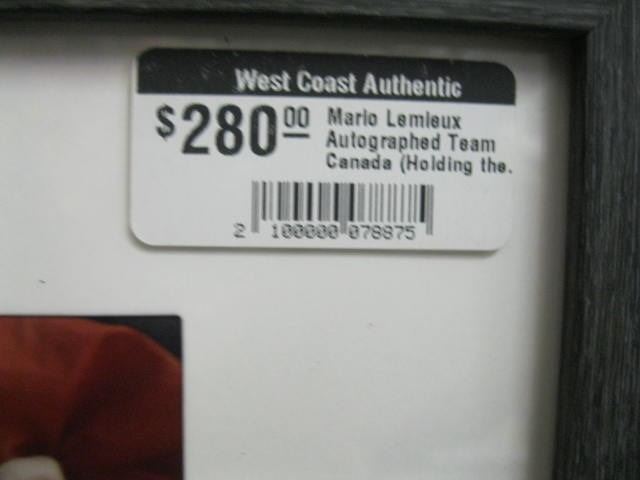 West Coast Authentic
$280.00 Mario Lemieux
Autographed Team
Canada (Holding the.
2 100000 078875